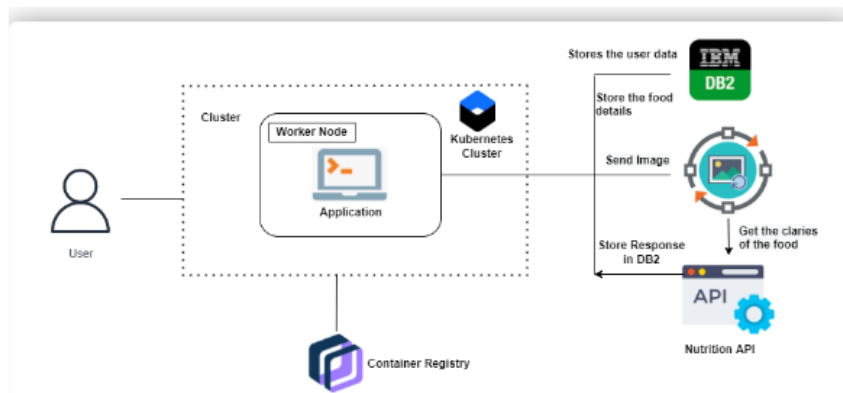 Stores the user data
IBM
DB2
Store the food
details
Cluster
Worker Node
Kubernetes
Cluster
Application
Send Image
User
Get the claries
of the food
Store Response
in DB2
API
Nutrition API
Container Registry